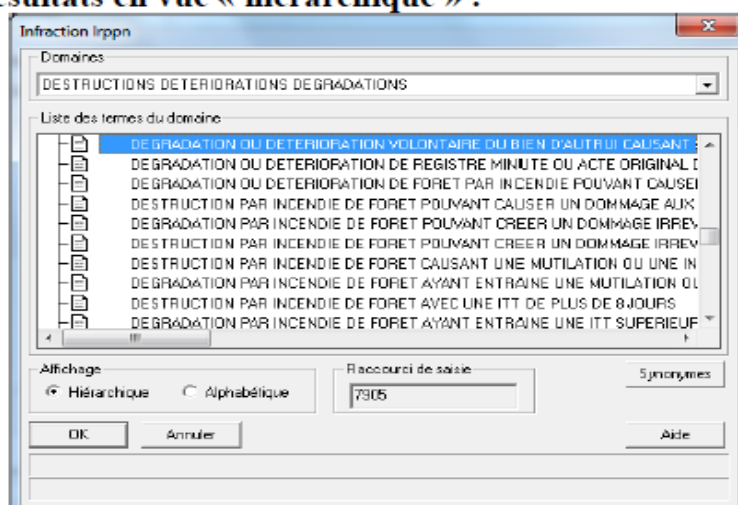 résultats en vue « hiérarchique » :
Infraction Irppn
Domaines
DESTRUCTIONS DETERIORATIONS DEGRADATIONS
Liste des termes du domaine
DEGRADATION OU DETERIORATION VOLONTAIRE DU BIEN D'AUTRUI CAUSANT
DEGRADATION OU DETERIORATION DE REGISTRE MINUTE OU ACTE ORIGINAL D
DEGRADATION OU DETERIORATION DE FORET PAR INCENDIE POUVANT CAUSE
DESTRUCTION PAR INCENDIE DE FORET POUVANT CAUSER UN DOMMAGE AUX
DEGRADATION PAR INCENDIE DE FORET POUVANT CREER UN DOMMAGE IRREV
DESTRUCTION PAR INCENDIE DE FORET POUVANT CREER UN DOMMAGE IRREV
DESTRUCTION PAR INCENDIE DE FORET CAUSANT UNE MUTILATION OU UNE IN
DEGRADATION PAR INCENDIE DE FORET AYANT ENTRAINE UNE MUTILATION OU
DESTRUCTION PAR INCENDIE DE FORET AVEC UNE ITT DE PLUS DE 8 JOURS
DEGRADATION PAR INCENDIE DE FORET AYANT ENTRAINE UNE ITT SUPERIEUR
Affichage
Hiérarchique Alphabétique
Raccourci de saisie
7905
Synonymes
OK Annuler Aide